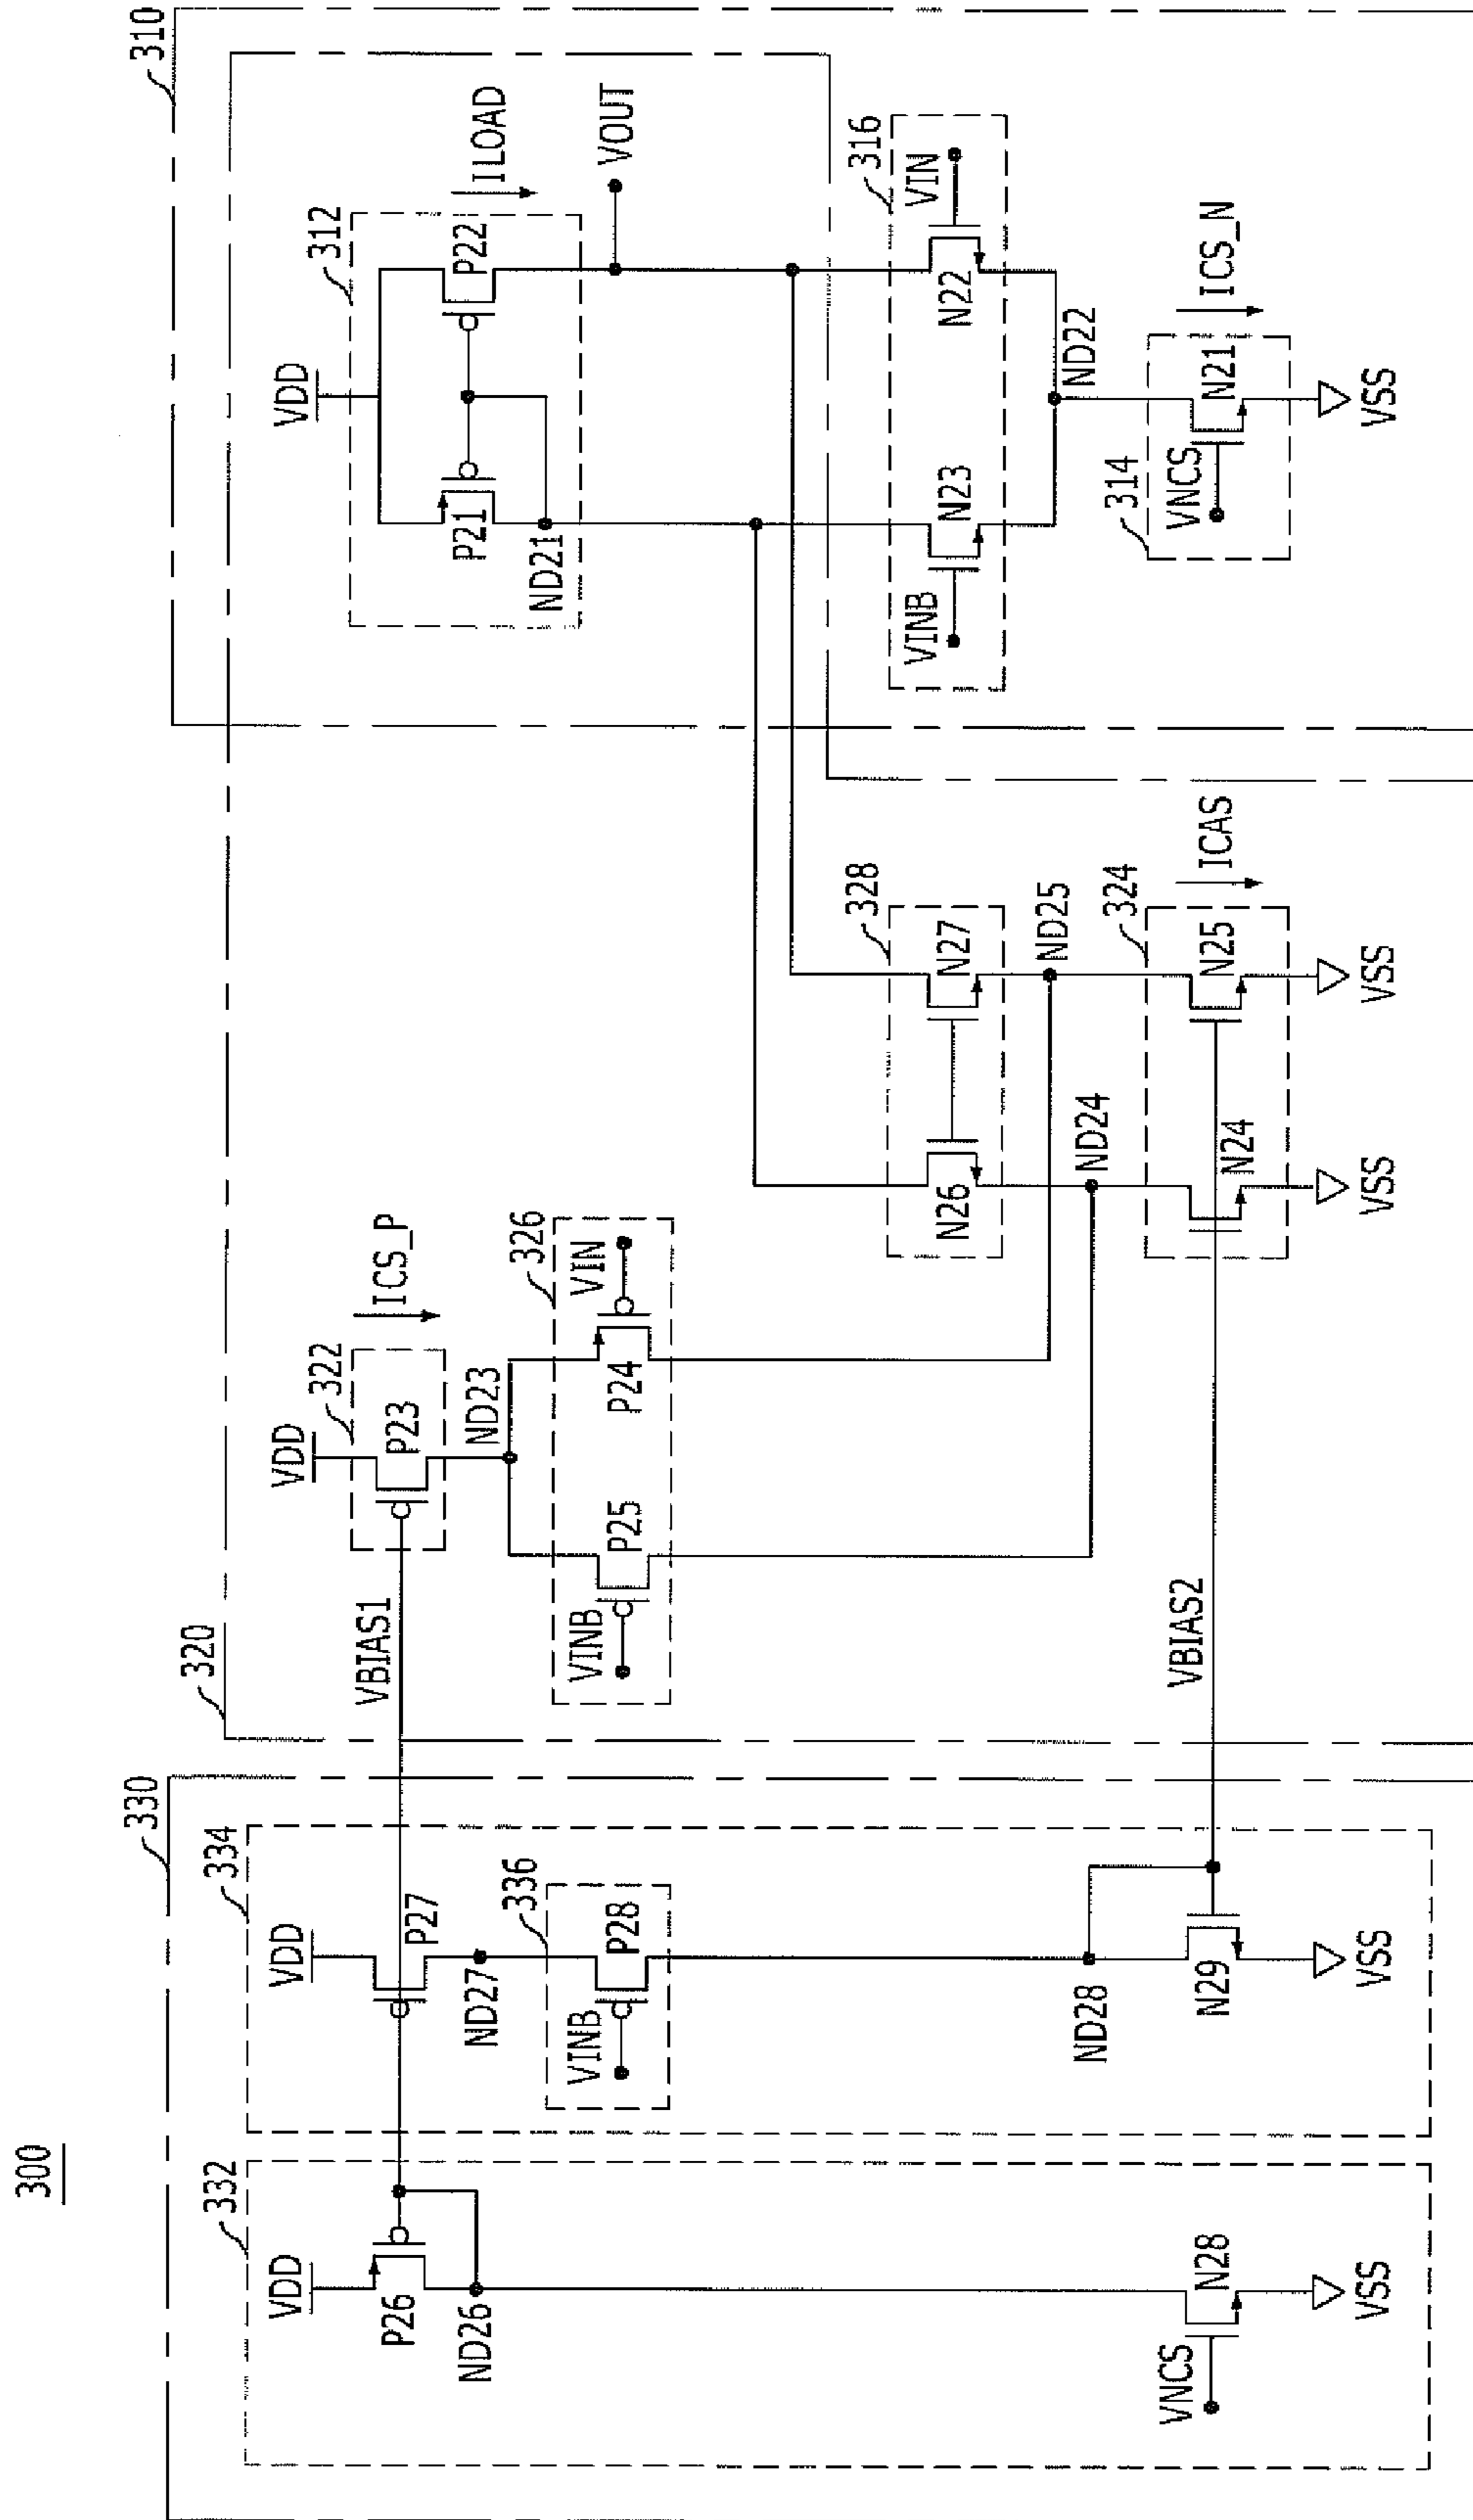 300
310
320
330
312
VDD
P21
P22
ND21
ILOAD
VOUT
316
VINB
N23
N22
VIN
ND22
314
VNCS
N21
ICS_N
VSS
322
VDD
P23
ICS_P
ND23
VBIAS1
326
VINB
P25
P24
VIN
328
N26
N27
ND25
ND24
324
N24
N25
ICAS
VSS
VSS
VBIAS2
334
VDD
P27
ND27
336
VINB
P28
ND28
N29
VSS
332
VDD
P26
ND26
VNCS
N28
VSS